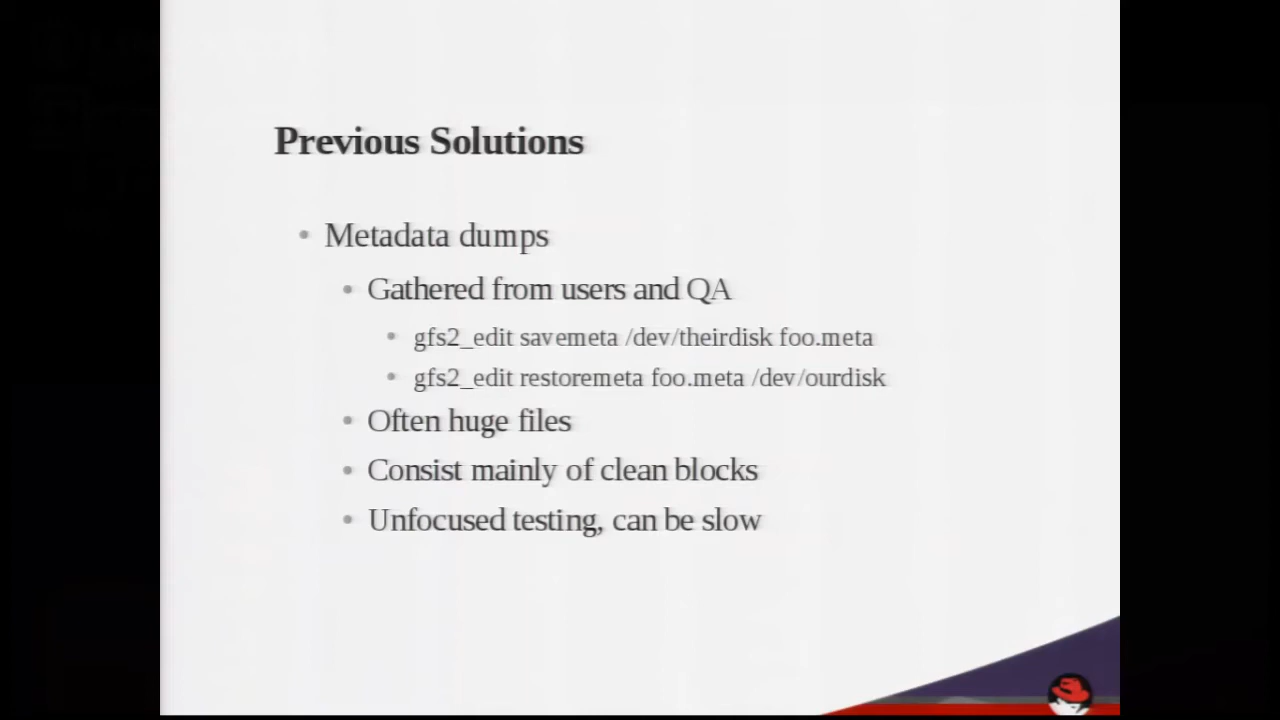 Previous Solutions
• Metadata dumps
• Gathered from users and QA
• gfs2_edit savemeta /dev/theirdisk foo.meta
• gfs2_edit restoremeta foo.meta /dev/ourdisk
• Often huge files
• Consist mainly of clean blocks
• Unfocused testing, can be slow